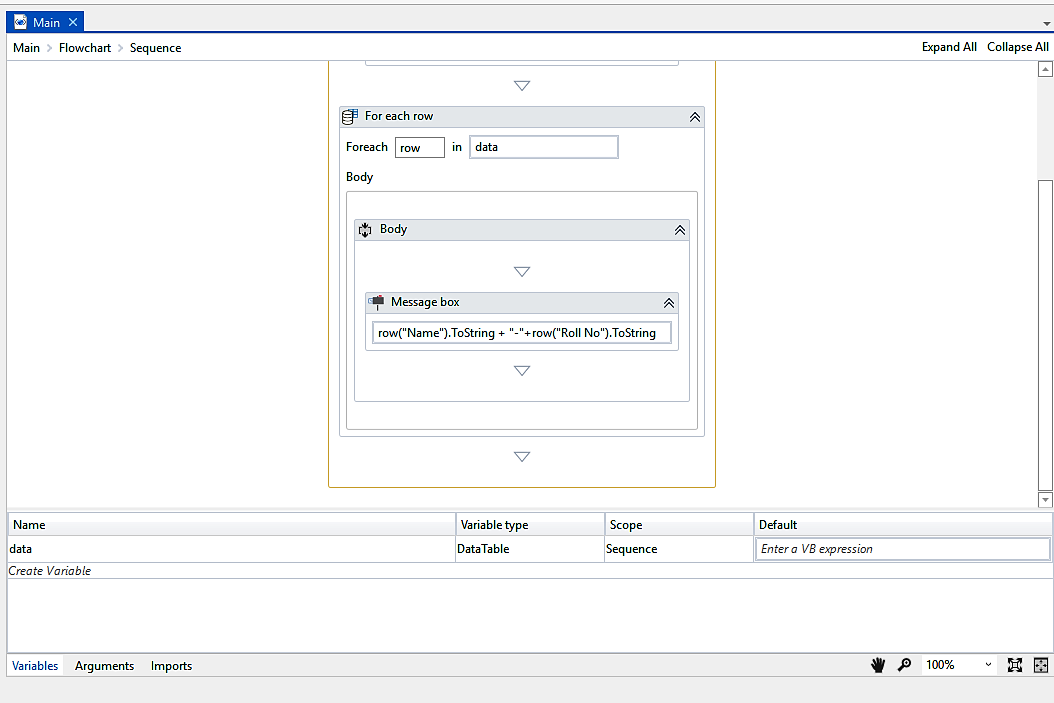 Main
Main Flowchart Sequence Expand All Collapse All
For each row
Foreach row in data
Body
Body
Message box
row("Name").ToString + "-"+row("Roll No").ToString
Name Variable type Scope Default
data DataTable Sequence Enter a VB expression
Create Variable
Variables Arguments Imports 100%